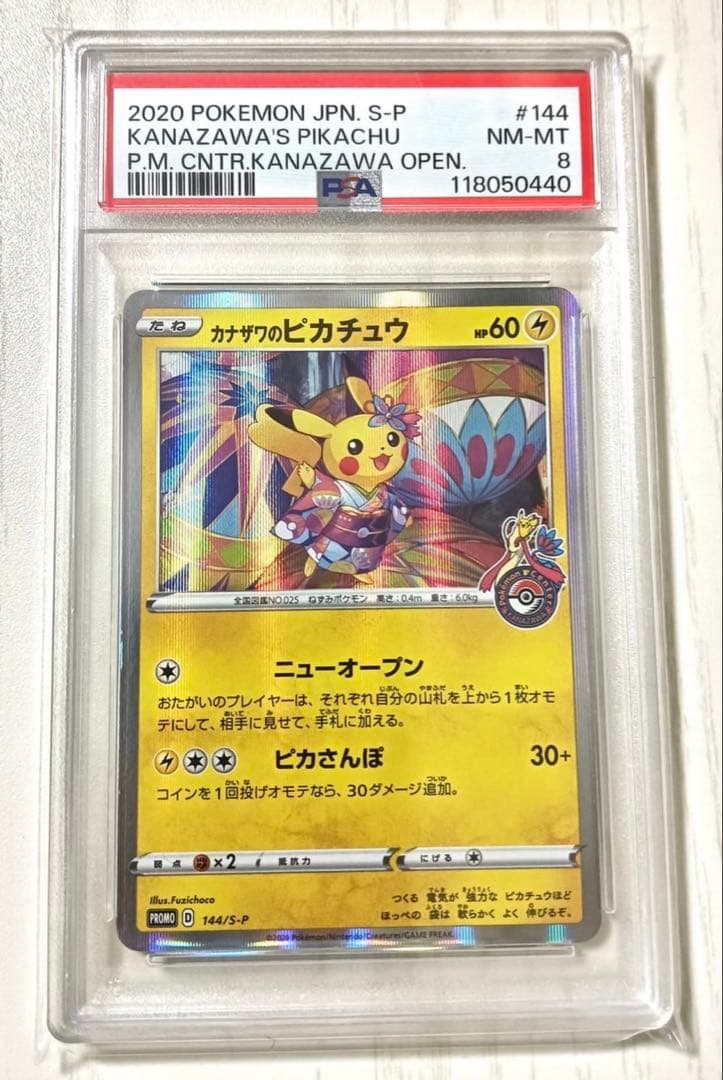 2020 POKEMON JPN. S-P #144
KANAZAWA'S PIKACHU NM-MT
P.M. CNTR.KANAZAWA OPEN. 8
PSA 118050440
たね カナザワのピカチュウ HP60
Pokémon Center
KANAZAWA
全国図鑑NO.025 ねずみポケモン 高さ:0.4m 重さ:6.0kg
ニューオープン
おたがいのプレイヤーは、それぞれ自分の山札を上から1枚オモ
テにして、相手に見せて、手札に加える。
ピカさんぽ 30+
コインを1回投げオモテなら、30ダメージ追加。
弱点 ×2 抵抗力 にげる
Illus.Fuzichoco
つくる 電気が 強力な ピカチュウほど
ほっぺの 袋は 軟らかく よく 伸びるぞ。
PROMO D 144/S-P
©2020 Pokémon/Nintendo/Creatures/GAME FREAK.